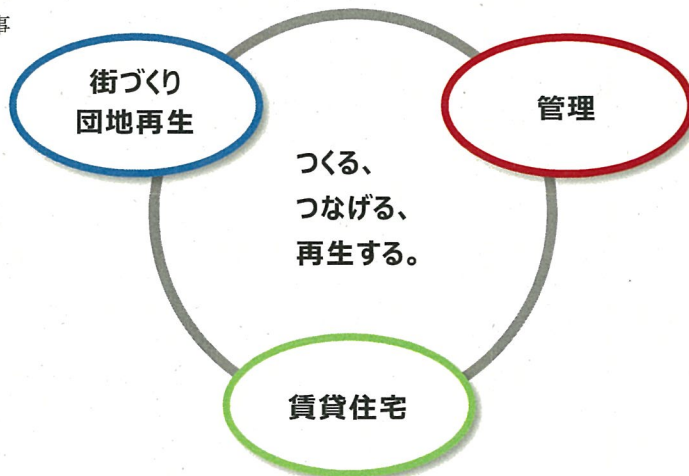 街づくり
団地再生
管理
つくる、
つなげる、
再生する。
賃貸住宅